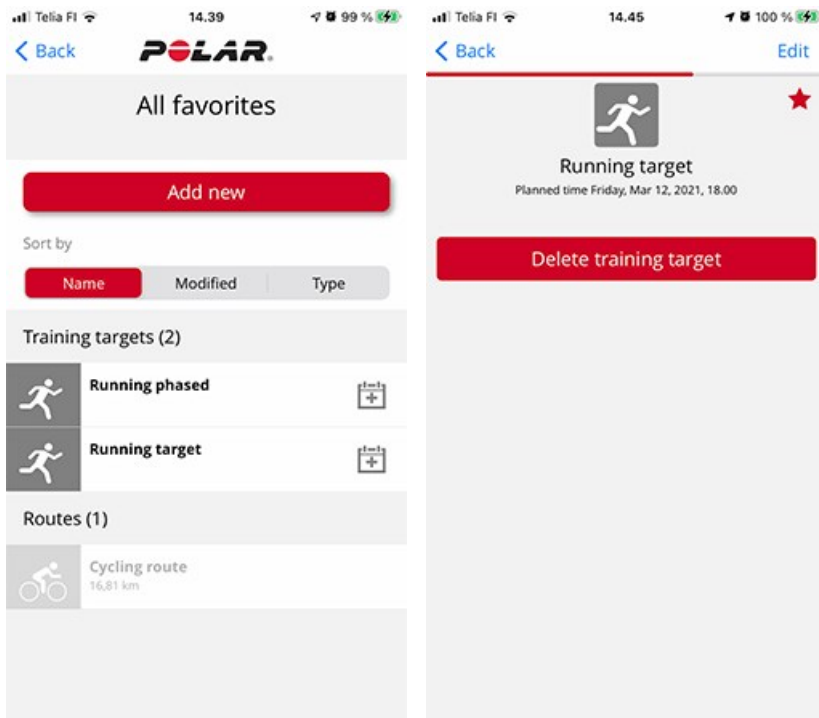 Telia FI 14.39 99 %
Back POLAR.
All favorites
Add new
Sort by
Name Modified Type
Training targets (2)
Running phased
Running target
Routes (1)
Cycling route
16,81 km
Telia FI 14.45 100 %
Back Edit
Running target
Planned time Friday, Mar 12, 2021, 18.00
Delete training target